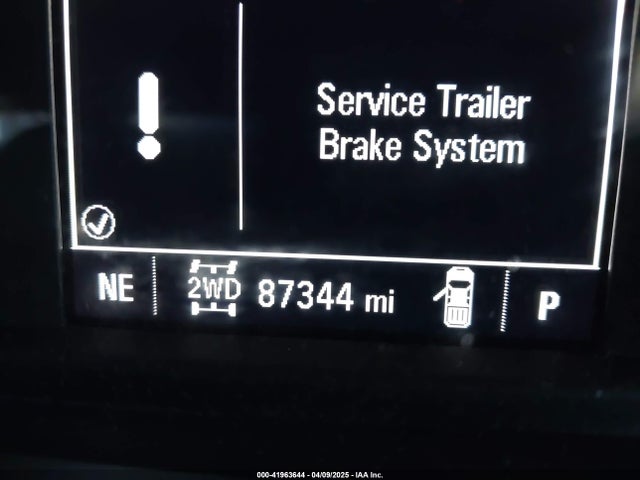 Service Trailer
Brake System
NE 2WD 87344 mi P
000-41963644 - 04/09/2025 - IAA Inc.